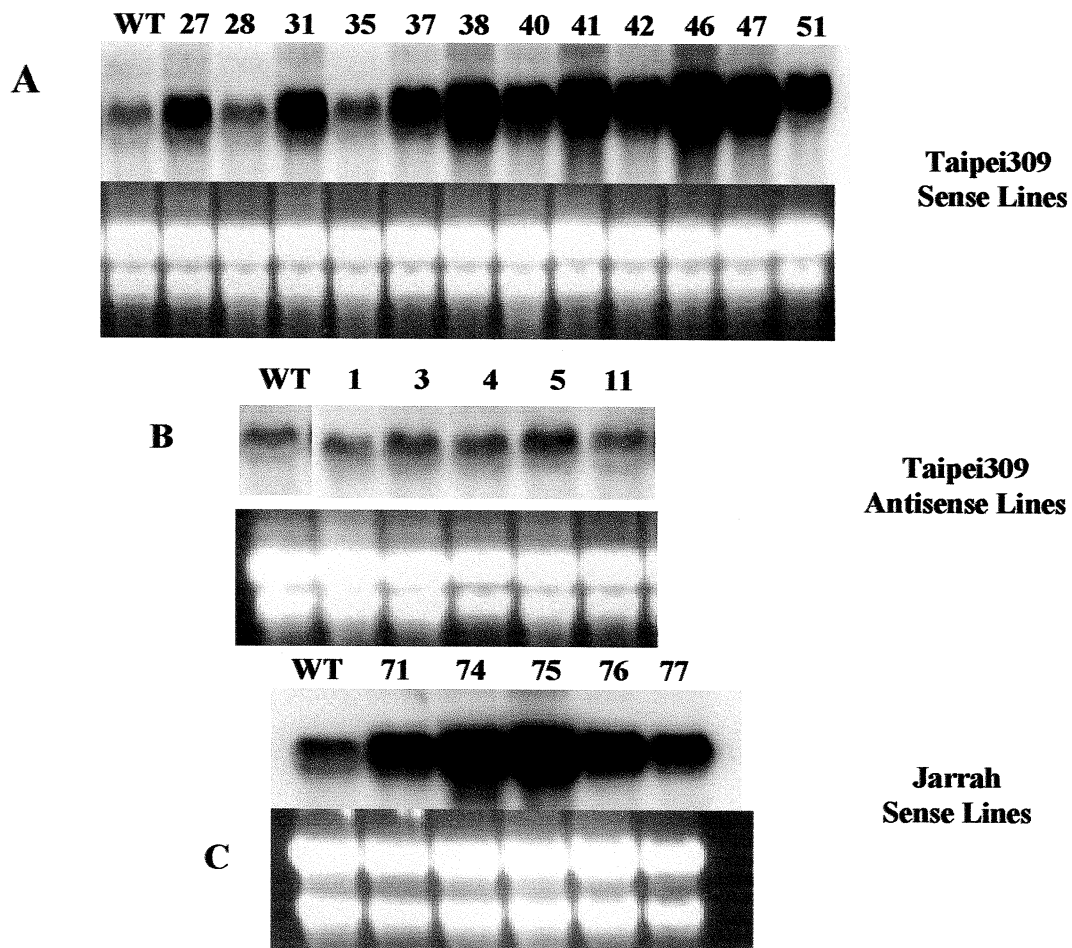 WT 27 28 31 35 37 38 40 41 42 46 47 51
A
Taipei309
Sense Lines
WT 1 3 4 5 11
B
Taipei309
Antisense Lines
WT 71 74 75 76 77
Jarrah
Sense Lines
C